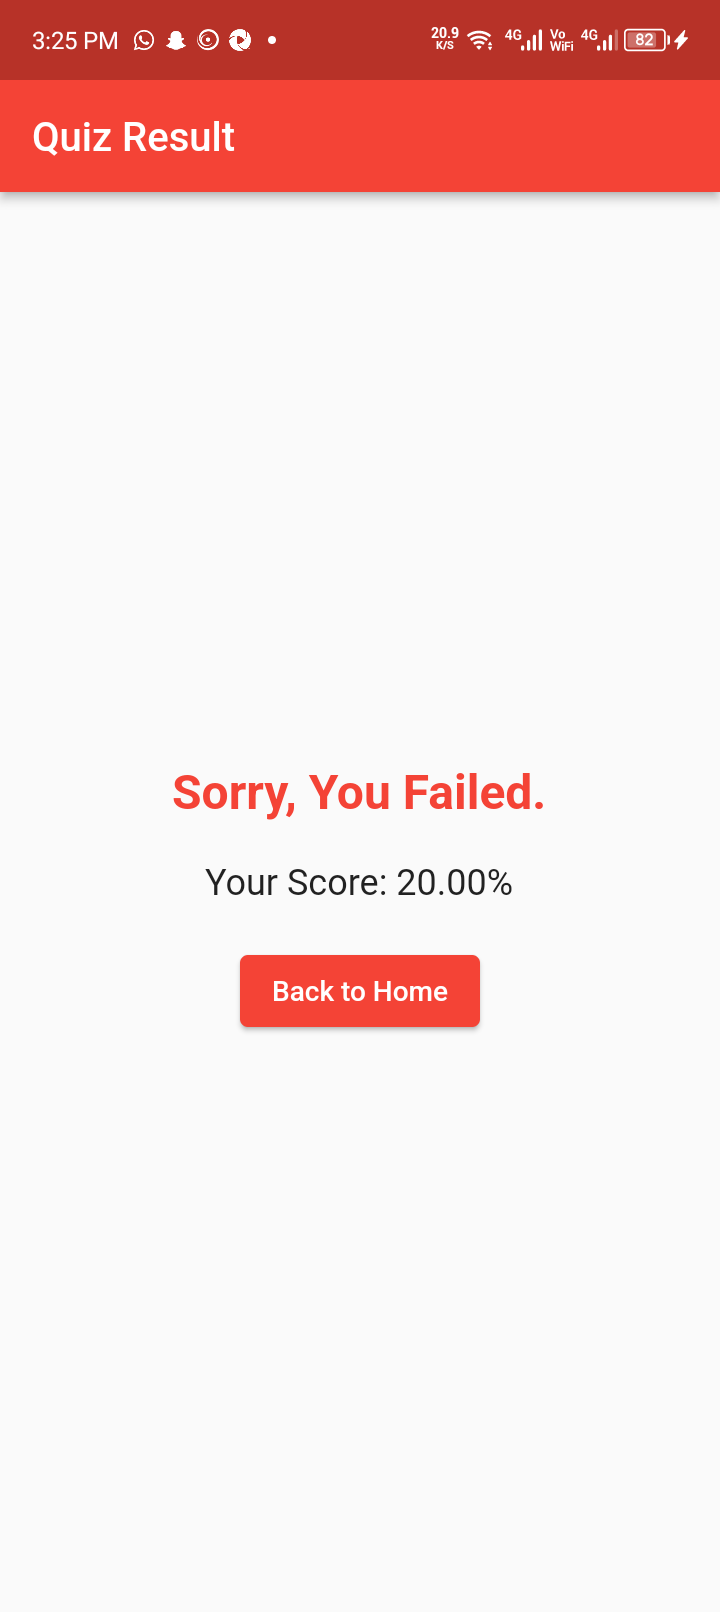 3:25 PM 20.9 K/S 4G Vo WiFi 4G 82
Quiz Result
Sorry, You Failed.
Your Score: 20.00%
Back to Home